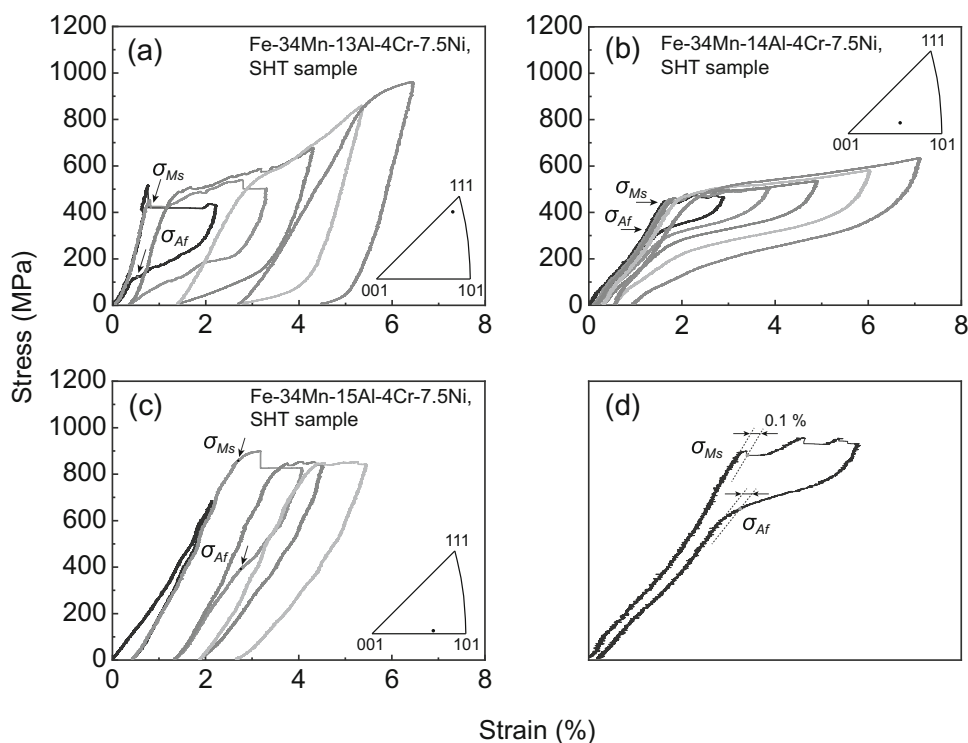 1200
1000
800
600
400
200
0
0 2 4 6 8
(a)
Fe-34Mn-13Al-4Cr-7.5Ni,
SHT sample
σMs
σAf
111
001 101
(b)
Fe-34Mn-14Al-4Cr-7.5Ni,
SHT sample
1200
1000
800
600
400
200
0
0 2 4 6 8
σMs
σAf
111
001 101
Stress (MPa)
1200
1000
800
600
400
200
0
0 2 4 6 8
(c)
Fe-34Mn-15Al-4Cr-7.5Ni,
SHT sample
σMs
σAf
111
001 101
(d)
0.1 %
σMs
σAf
Strain (%)